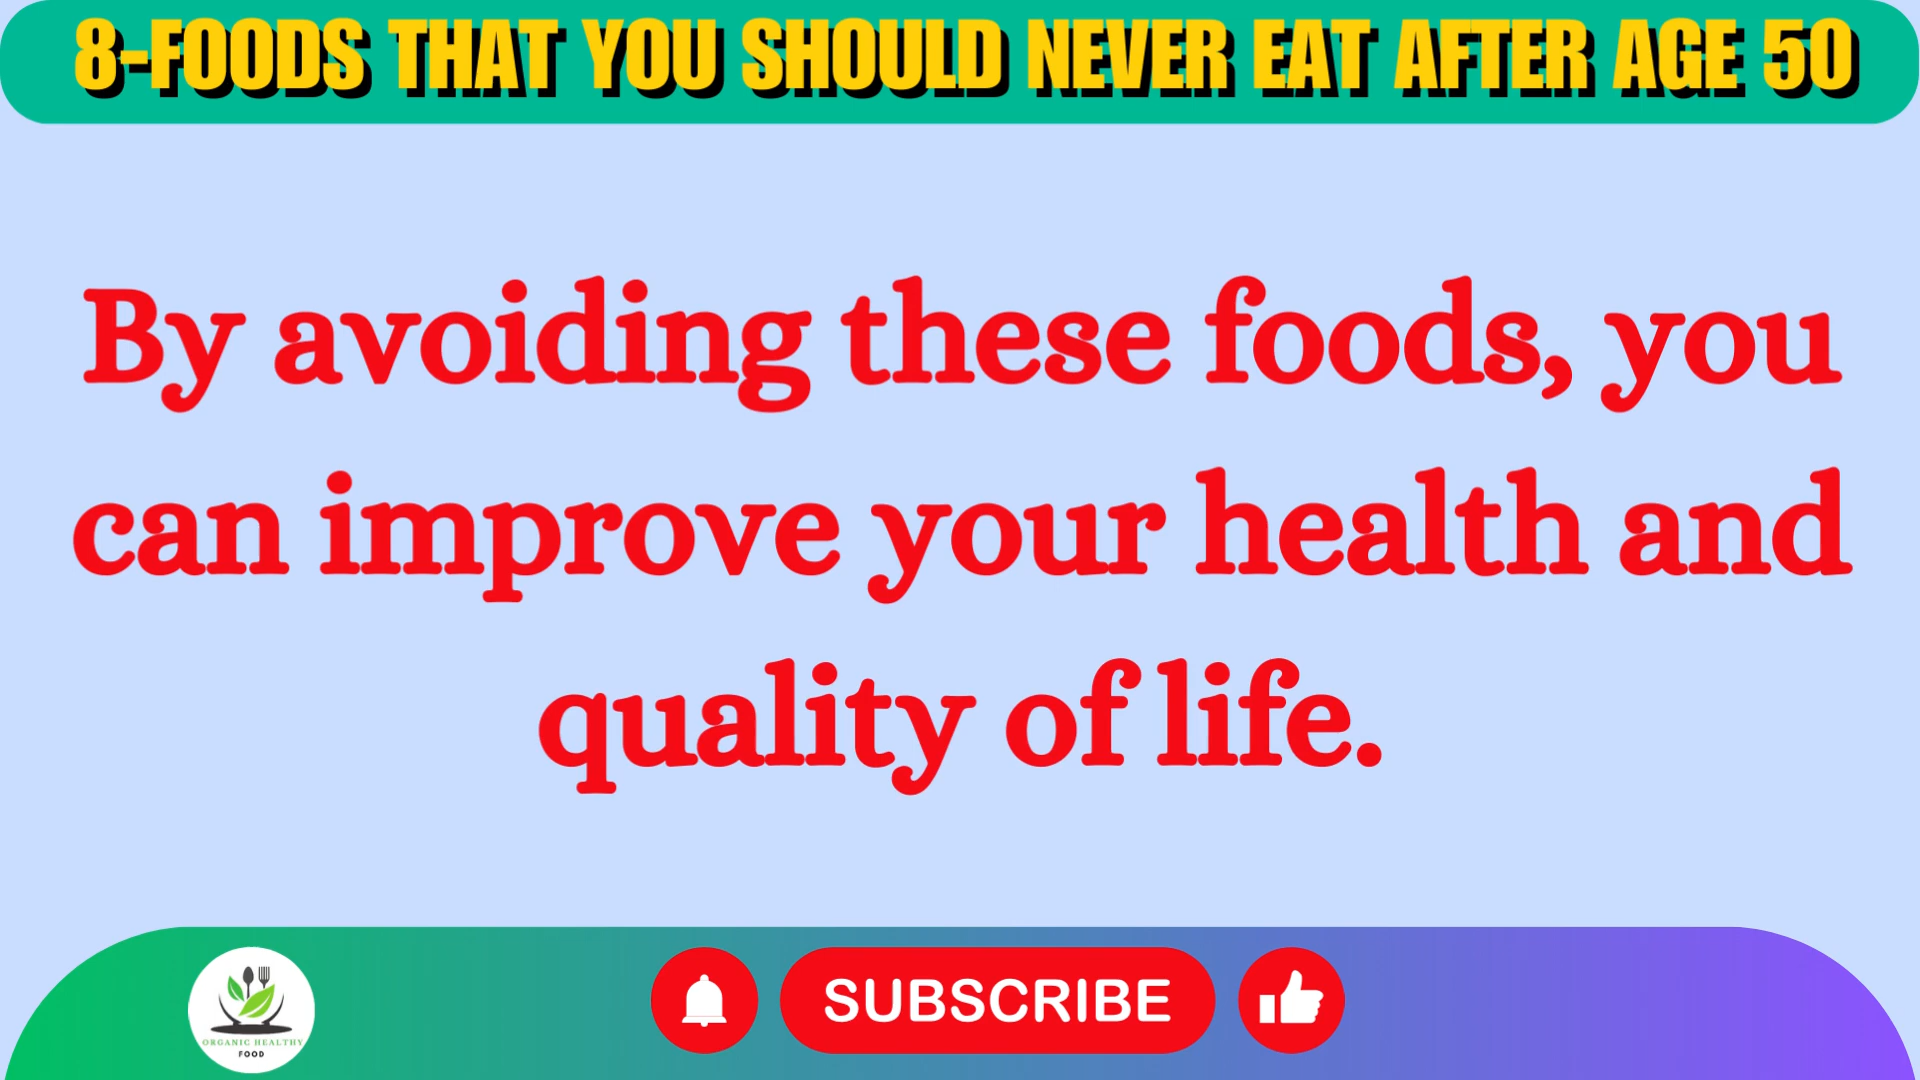 8-FOODS THAT YOU SHOULD NEVER EAT AFTER AGE 50
By avoiding these foods, you
can improve your health and
quality of life.
ORGANIC HEALTHY
FOOD
SUBSCRIBE